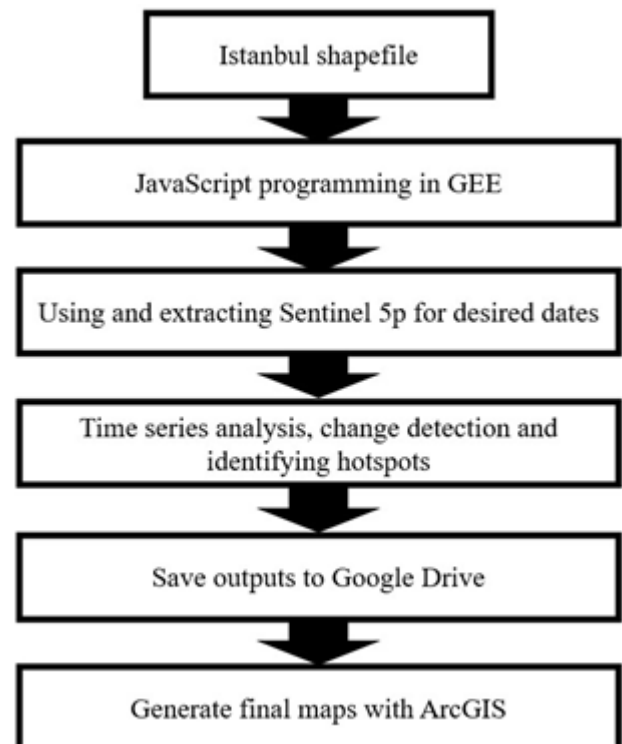 Istanbul shapefile
JavaScript programming in GEE
Using and extracting Sentinel 5p for desired dates
Time series analysis, change detection and
identifying hotspots
Save outputs to Google Drive
Generate final maps with ArcGIS